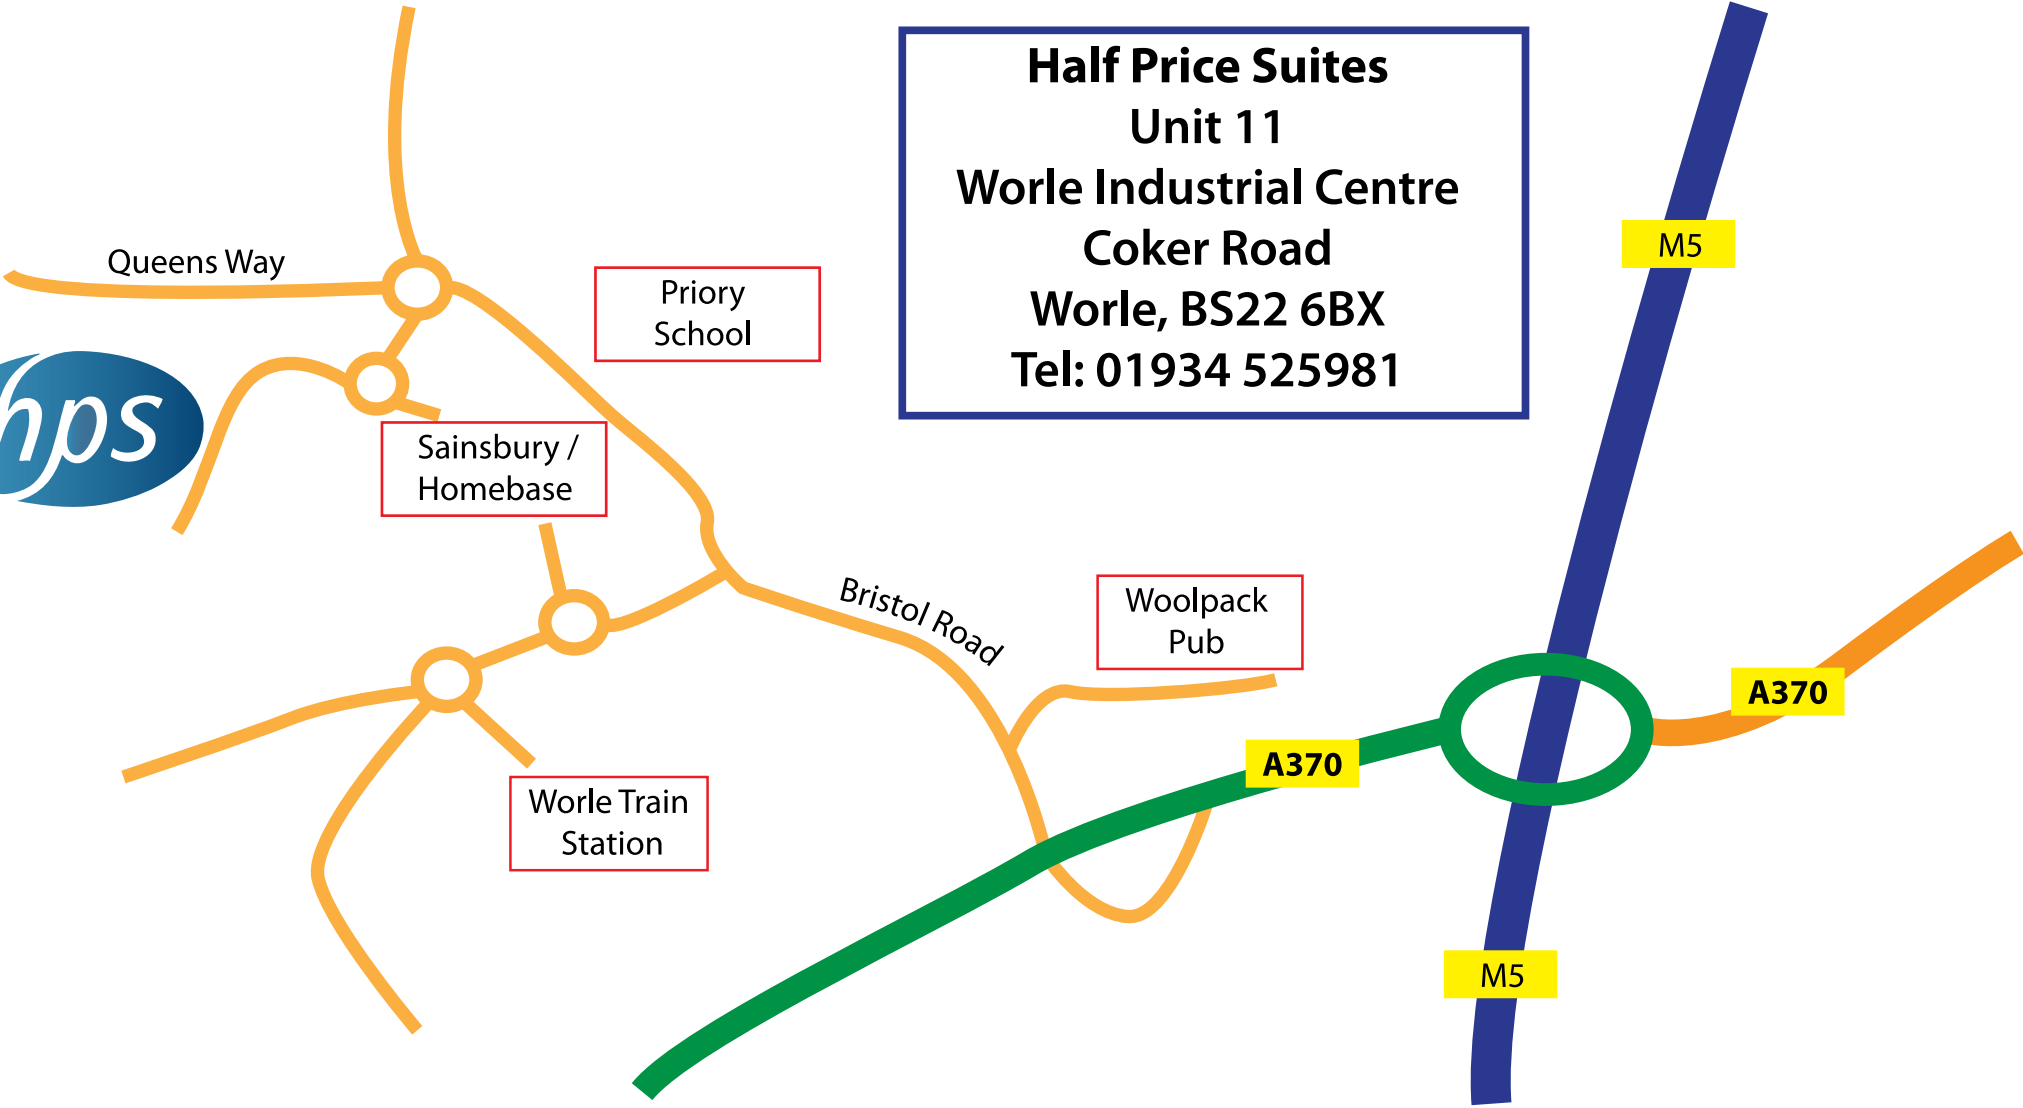 Half Price Suites
Unit 11
Worle Industrial Centre
Coker Road
Worle, BS22 6BX
Tel: 01934 525981
M5
Queens Way
Priory
School
hps
Sainsbury /
Homebase
Bristol Road
Woolpack
Pub
A370
A370
Worle Train
Station
M5